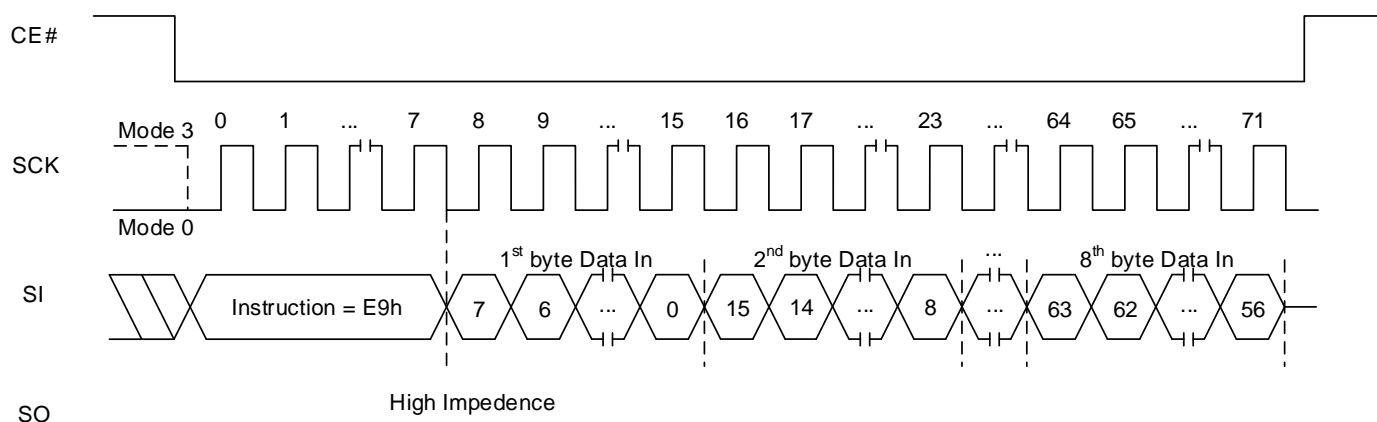 CE#
0 1 ... 7 8 9 ... 15 16 17 ... 23 ... 64 65 ... 71
Mode 3
SCK
Mode 0
1st byte Data In 2nd byte Data In ... 8th byte Data In
SI Instruction = E9h 7 6 ... 0 15 14 ... 8 ... 63 62 ... 56
High Impedence
SO